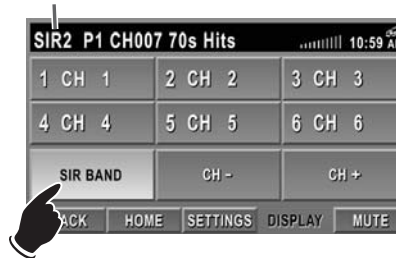 SIR2 P1 CH007 70s Hits 10:59
1 CH 1 2 CH 2 3 CH 3
4 CH 4 5 CH 5 6 CH 6
SIR BAND CH – CH +
HOME SETTINGS DISPLAY MUTE